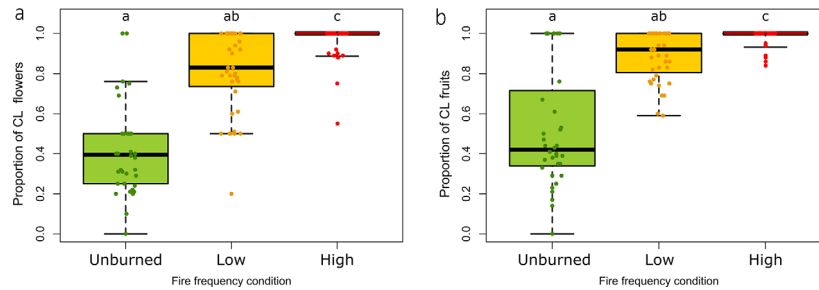 a
a ab c
Proportion of CL flowers
1.0
0.8
0.6
0.4
0.2
0.0
Unburned Low High
Fire frequency condition
b
a ab c
Proportion of CL fruits
1.0
0.8
0.6
0.4
0.2
0.0
Unburned Low High
Fire frequency condition